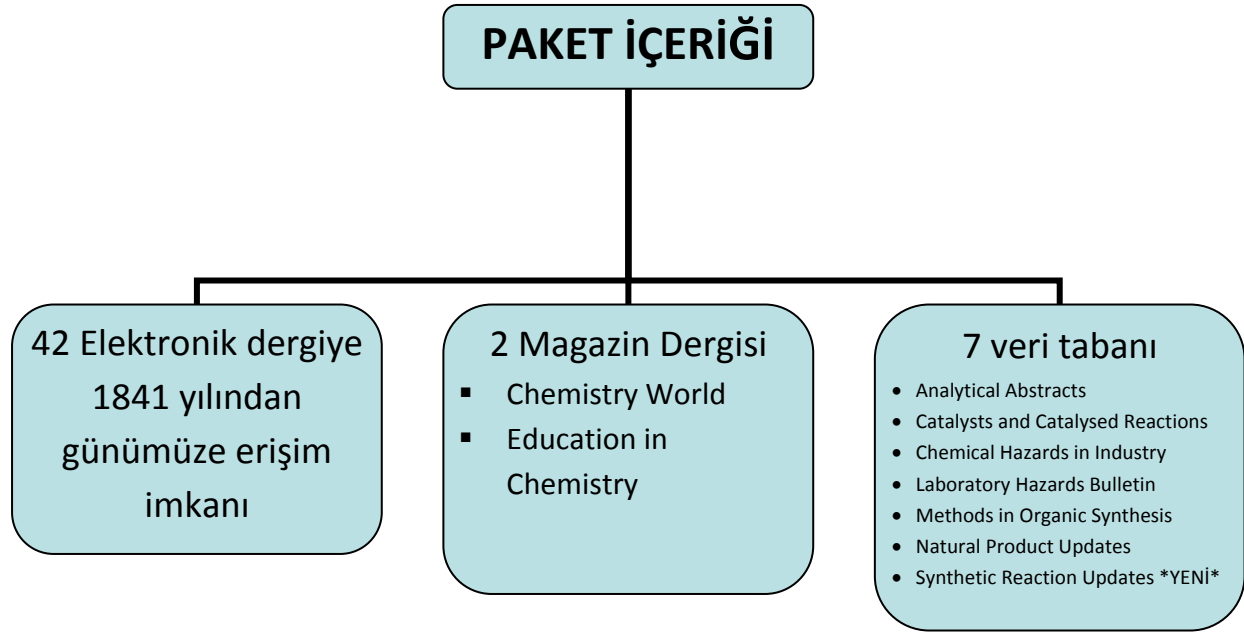 PAKET İÇERİĞİ
42 Elektronik dergiye
1841 yılından
günümüze erişim
imkanı
2 Magazin Dergisi
▪ Chemistry World
▪ Education in
Chemistry
7 veri tabanı
• Analytical Abstracts
• Catalysts and Catalysed Reactions
• Chemical Hazards in Industry
• Laboratory Hazards Bulletin
• Methods in Organic Synthesis
• Natural Product Updates
• Synthetic Reaction Updates *YENİ*